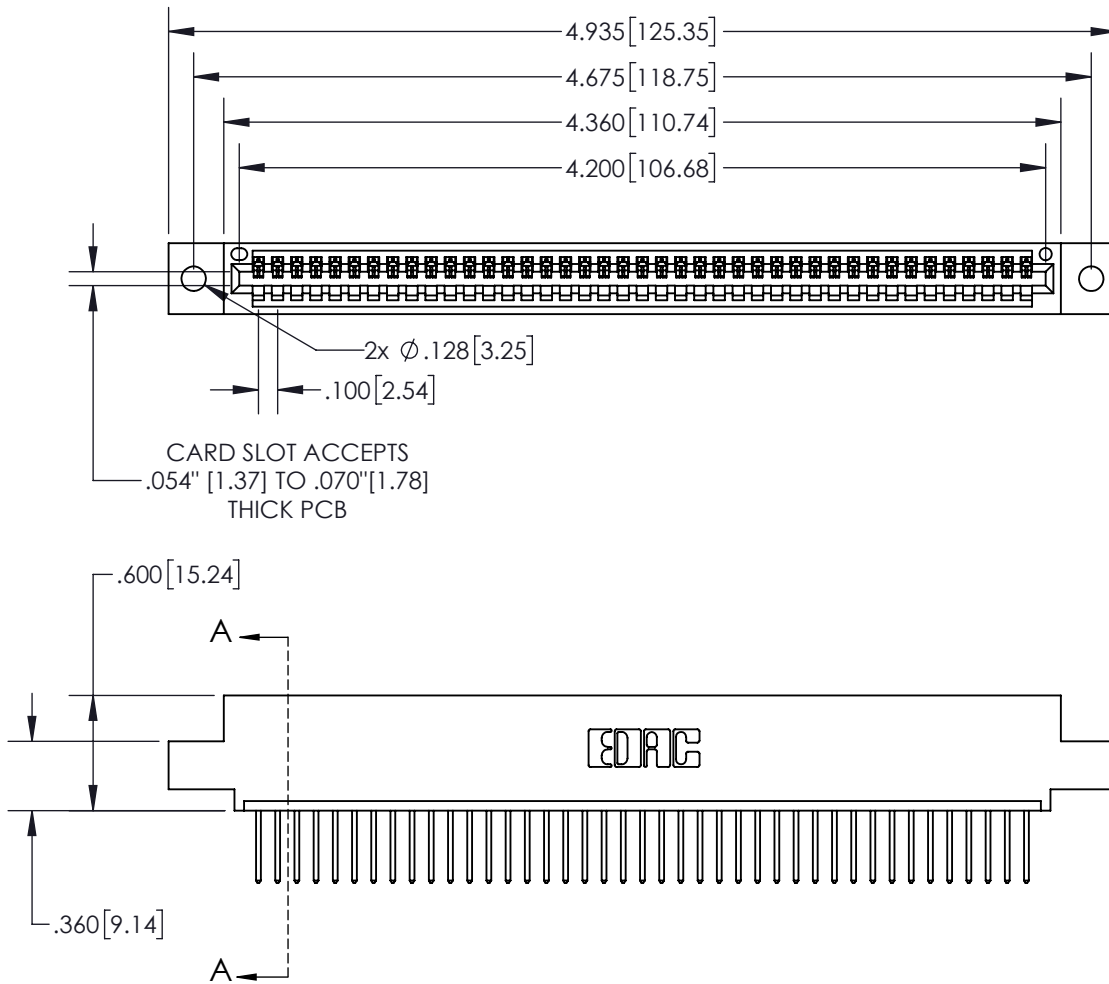 4.935[125.35]
4.675[118.75]
4.360[110.74]
4.200[106.68]
2x ∅.128[3.25]
.100[2.54]
CARD SLOT ACCEPTS
.054" [1.37] TO .070"[1.78]
THICK PCB
.600[15.24]
A
EDAC
.360[9.14]
A